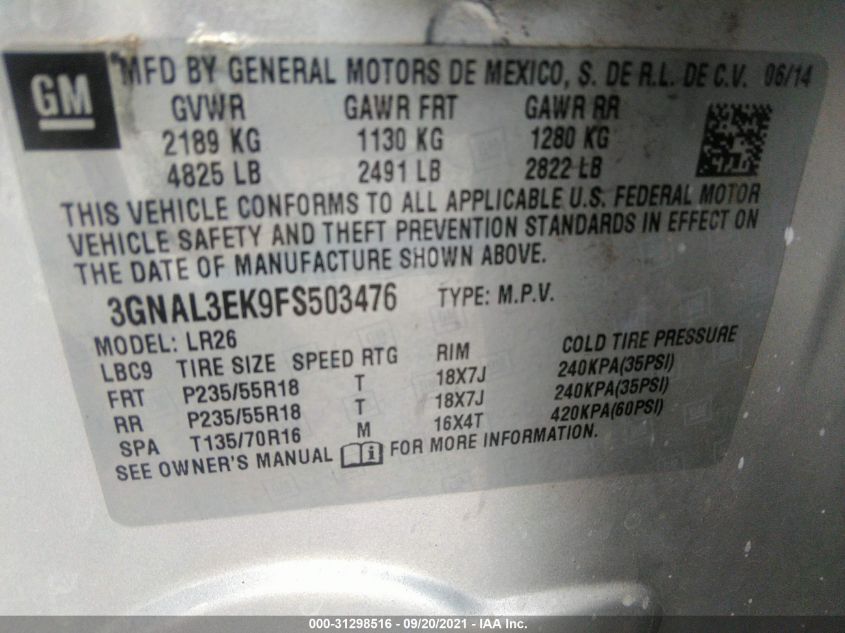 GM
MFD BY GENERAL MOTORS DE MEXICO, S. DE R.L. DE C.V. 06/14
GVWR GAWR FRT GAWR RR
2189 KG 1130 KG 1280 KG
4825 LB 2491 LB 2822 LB
THIS VEHICLE CONFORMS TO ALL APPLICABLE U.S. FEDERAL MOTOR
VEHICLE SAFETY AND THEFT PREVENTION STANDARDS IN EFFECT ON
THE DATE OF MANUFACTURE SHOWN ABOVE.
3GNAL3EK9FS503476 TYPE: M.P.V.
MODEL: LR26
LBC9 TIRE SIZE SPEED RTG RIM COLD TIRE PRESSURE
FRT P235/55R18 T 18X7J 240KPA(35PSI)
RR P235/55R18 T 18X7J 240KPA(35PSI)
SPA T135/70R16 M 16X4T 420KPA(60PSI)
SEE OWNER'S MANUAL FOR MORE INFORMATION.
000-31298516 - 09/20/2021 - IAA Inc.